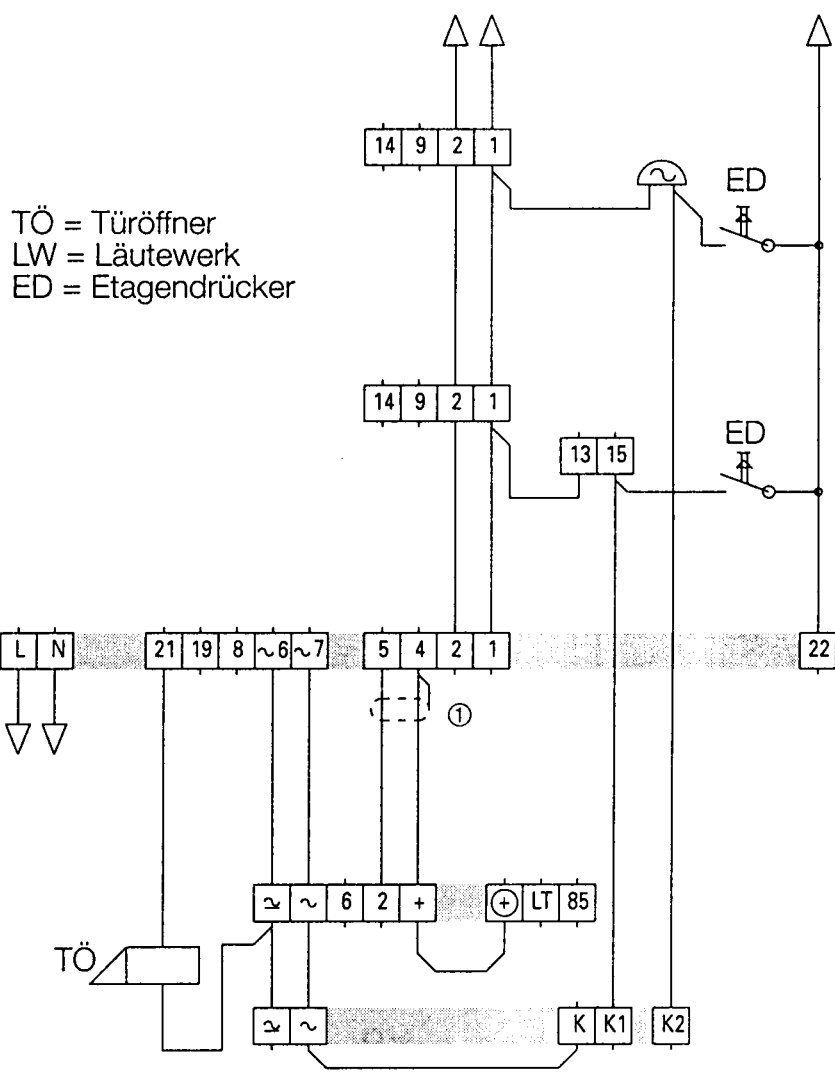 14 9 2 1
ED
TÖ = Türöffner
LW = Läutewerk
ED = Etagendrücker
14 9 2 1
ED
13 15
L N 21 19 8 ~6 ~7 5 4 2 1 22
①
~ ~ 6 2 + + LT 85
TÖ
~ ~ K K1 K2